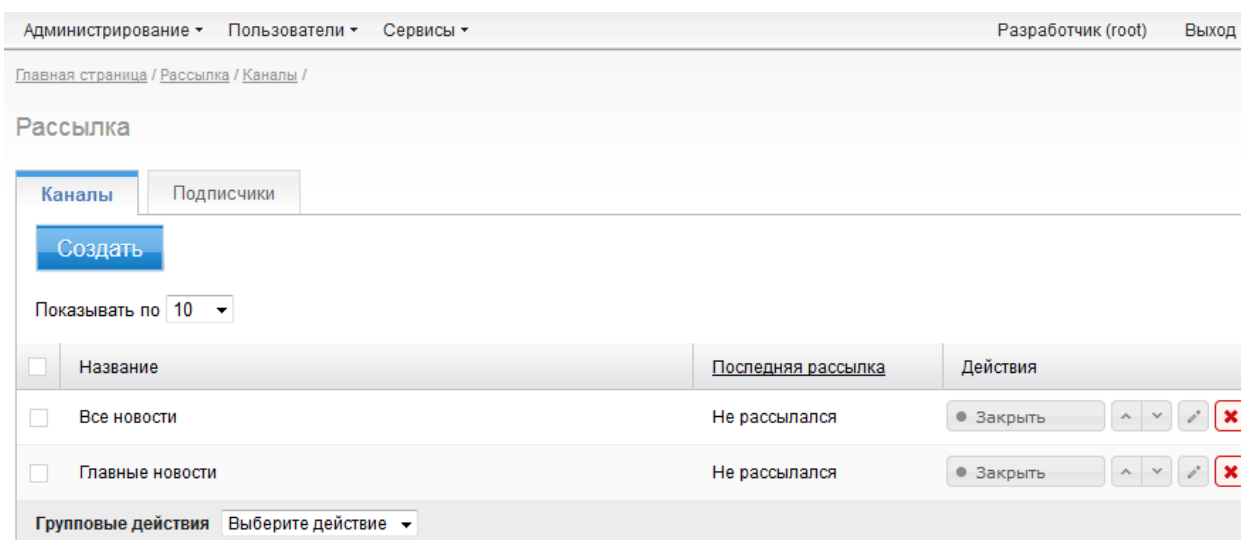 Администрирование Пользователи Сервисы Разработчик (root) Выход
Главная страница / Рассылка / Каналы /
Рассылка
Каналы Подписчики
Создать
Показывать по 10
Название Последняя рассылка Действия
Все новости Не рассылался Закрыть
Главные новости Не рассылался Закрыть
Групповые действия Выберите действие